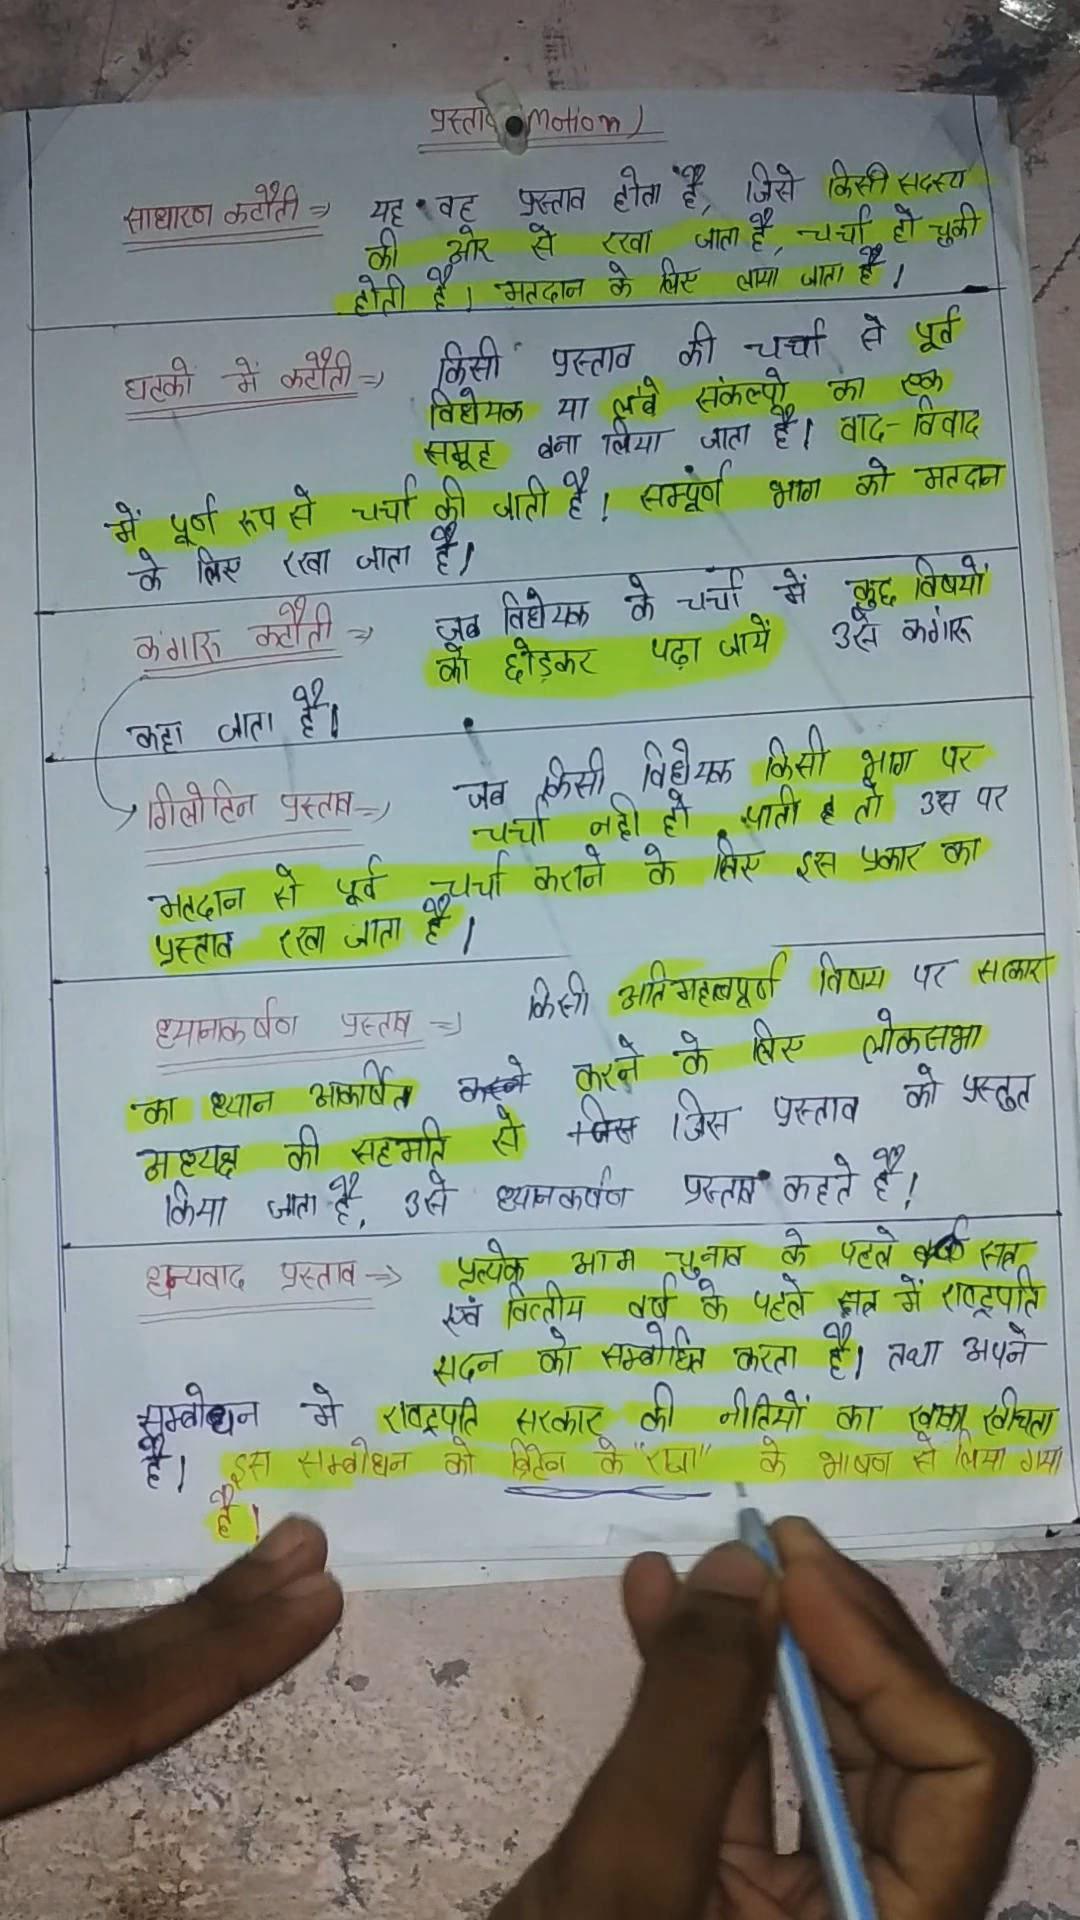 प्रस्ताव (Motion)
साधारण कटौती ⇒ यह वह प्रस्ताव होता है, जिसे किसी सदस्य
की ओर से रखा जाता है, चर्चा हो चुकी
होती है। मतदान के लिए लाया जाता है।
घटको में कटौती ⇒ किसी प्रस्ताव की चर्चा से पूर्व
विधेयक या लंबे संकल्पो का एक
समूह बना लिया जाता है। वाद-विवाद
में पूर्ण रूप से चर्चा की जाती है। सम्पूर्ण भाग को मतदान
के लिए रखा जाता है।
कंगारू कटौती ⇒ जब विधेयक के चर्चा में कुछ विषयों
को छोड़कर पढ़ा जायें उसे कंगारू
कहा जाता है।
गिलोटिन प्रस्ताव ⇒ जब किसी विधेयक किसी भाग पर
चर्चा नही हो पाती है तो उस पर
मतदान से पूर्व चर्चा कराने के लिए इस प्रकार का
प्रस्ताव रखा जाता है।
ध्यानाकर्षण प्रस्ताव ⇒ किसी अतिमहत्वपूर्ण विषय पर सरकार
का ध्यान आकर्षित करने के लिए लोकसभा
अध्यक्ष की सहमति से जिस प्रस्ताव को प्रस्तुत
किया जाता है, उसे ध्यानकर्षण प्रस्ताव कहते है।
धन्यवाद प्रस्ताव ⇒ प्रत्येक आम चुनाव के पहले सत्र
एवं वित्तीय वर्ष के पहले सत्र में राष्ट्रपति
सदन को सम्बोधित करता है। तथा अपने
सम्बोधन मे राष्ट्रपति सरकार की नीतियों का खाका खींचता
है। इस सम्बोधन को ब्रिटेन के "राजा" के भाषण से लिया गया
है।